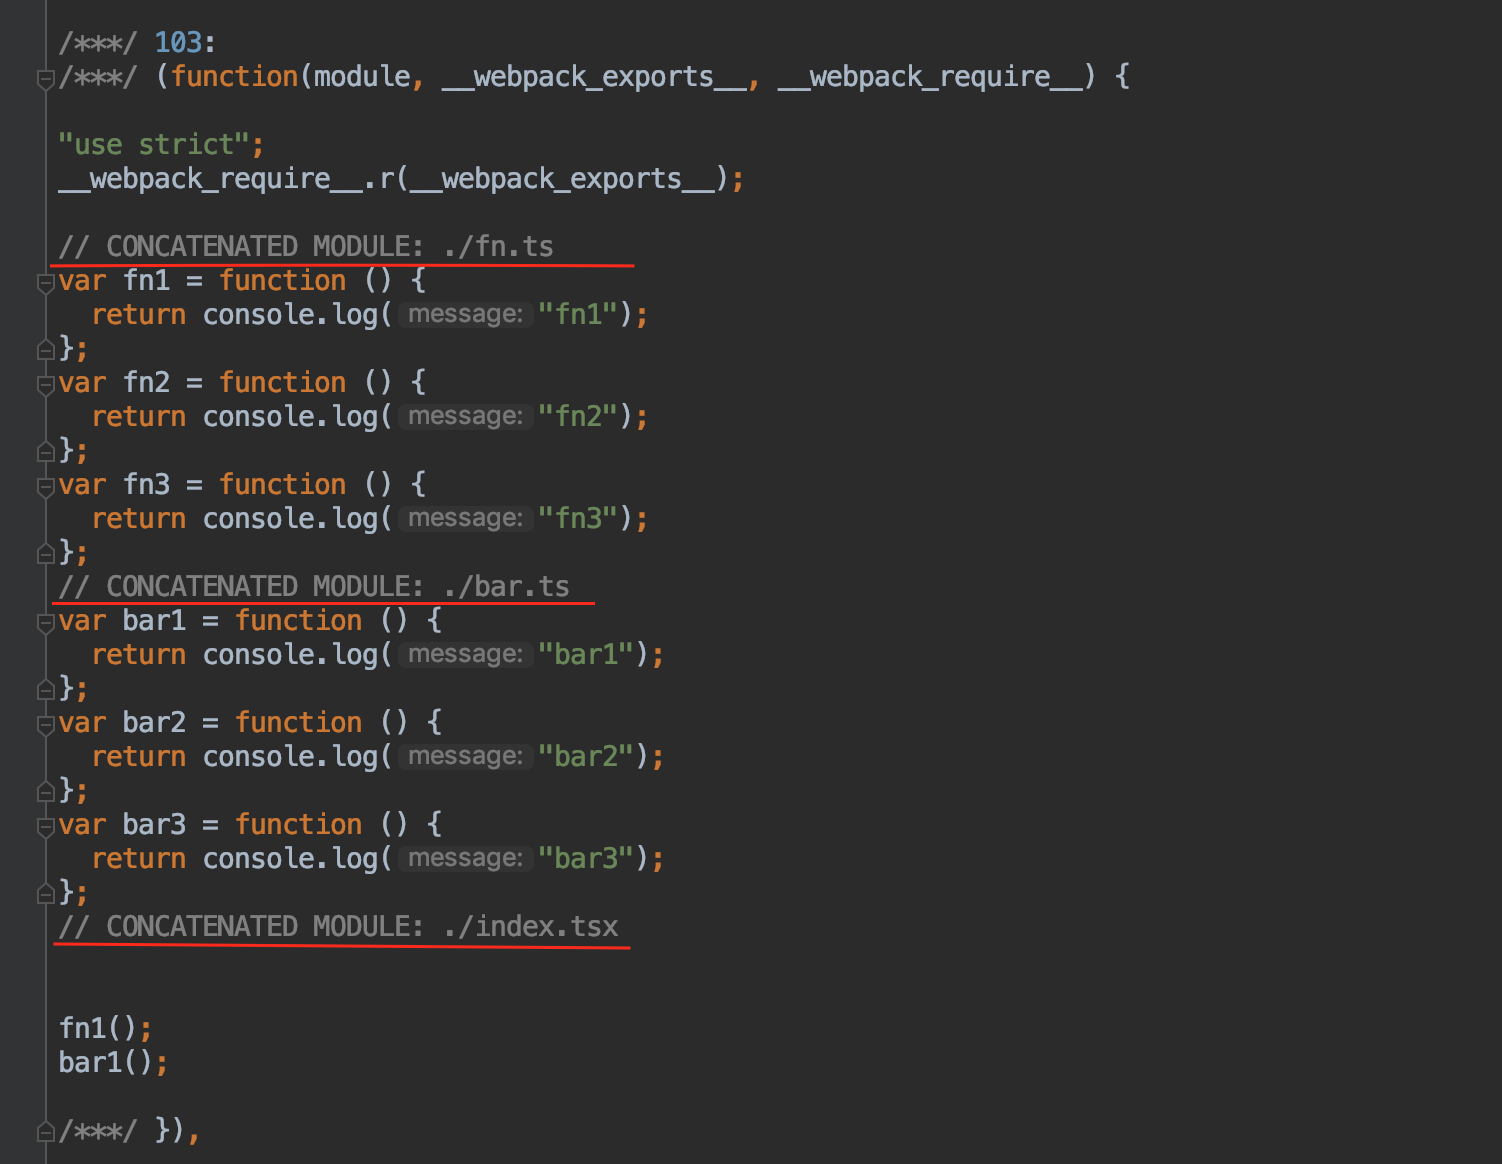 /***/ 103:
/***/ (function(module, __webpack_exports__, __webpack_require__) {
"use strict";
__webpack_require__.r(__webpack_exports__);
// CONCATENATED MODULE: ./fn.ts
var fn1 = function () {
return console.log( message: "fn1");
};
var fn2 = function () {
return console.log( message: "fn2");
};
var fn3 = function () {
return console.log( message: "fn3");
};
// CONCATENATED MODULE: ./bar.ts
var bar1 = function () {
return console.log( message: "bar1");
};
var bar2 = function () {
return console.log( message: "bar2");
};
var bar3 = function () {
return console.log( message: "bar3");
};
// CONCATENATED MODULE: ./index.tsx
fn1();
bar1();
/***/ }),